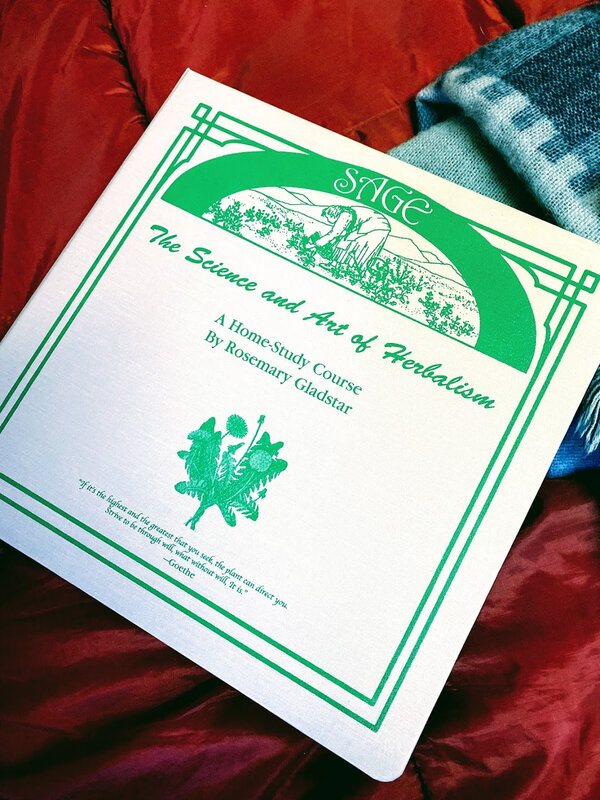 SAGE
The Science and Art of Herbalism
A Home-Study Course
By Rosemary Gladstar
"If it's the highest and the greatest that you seek, the plant can direct you.
Strive to be through will, what without will, it is."
—Goethe